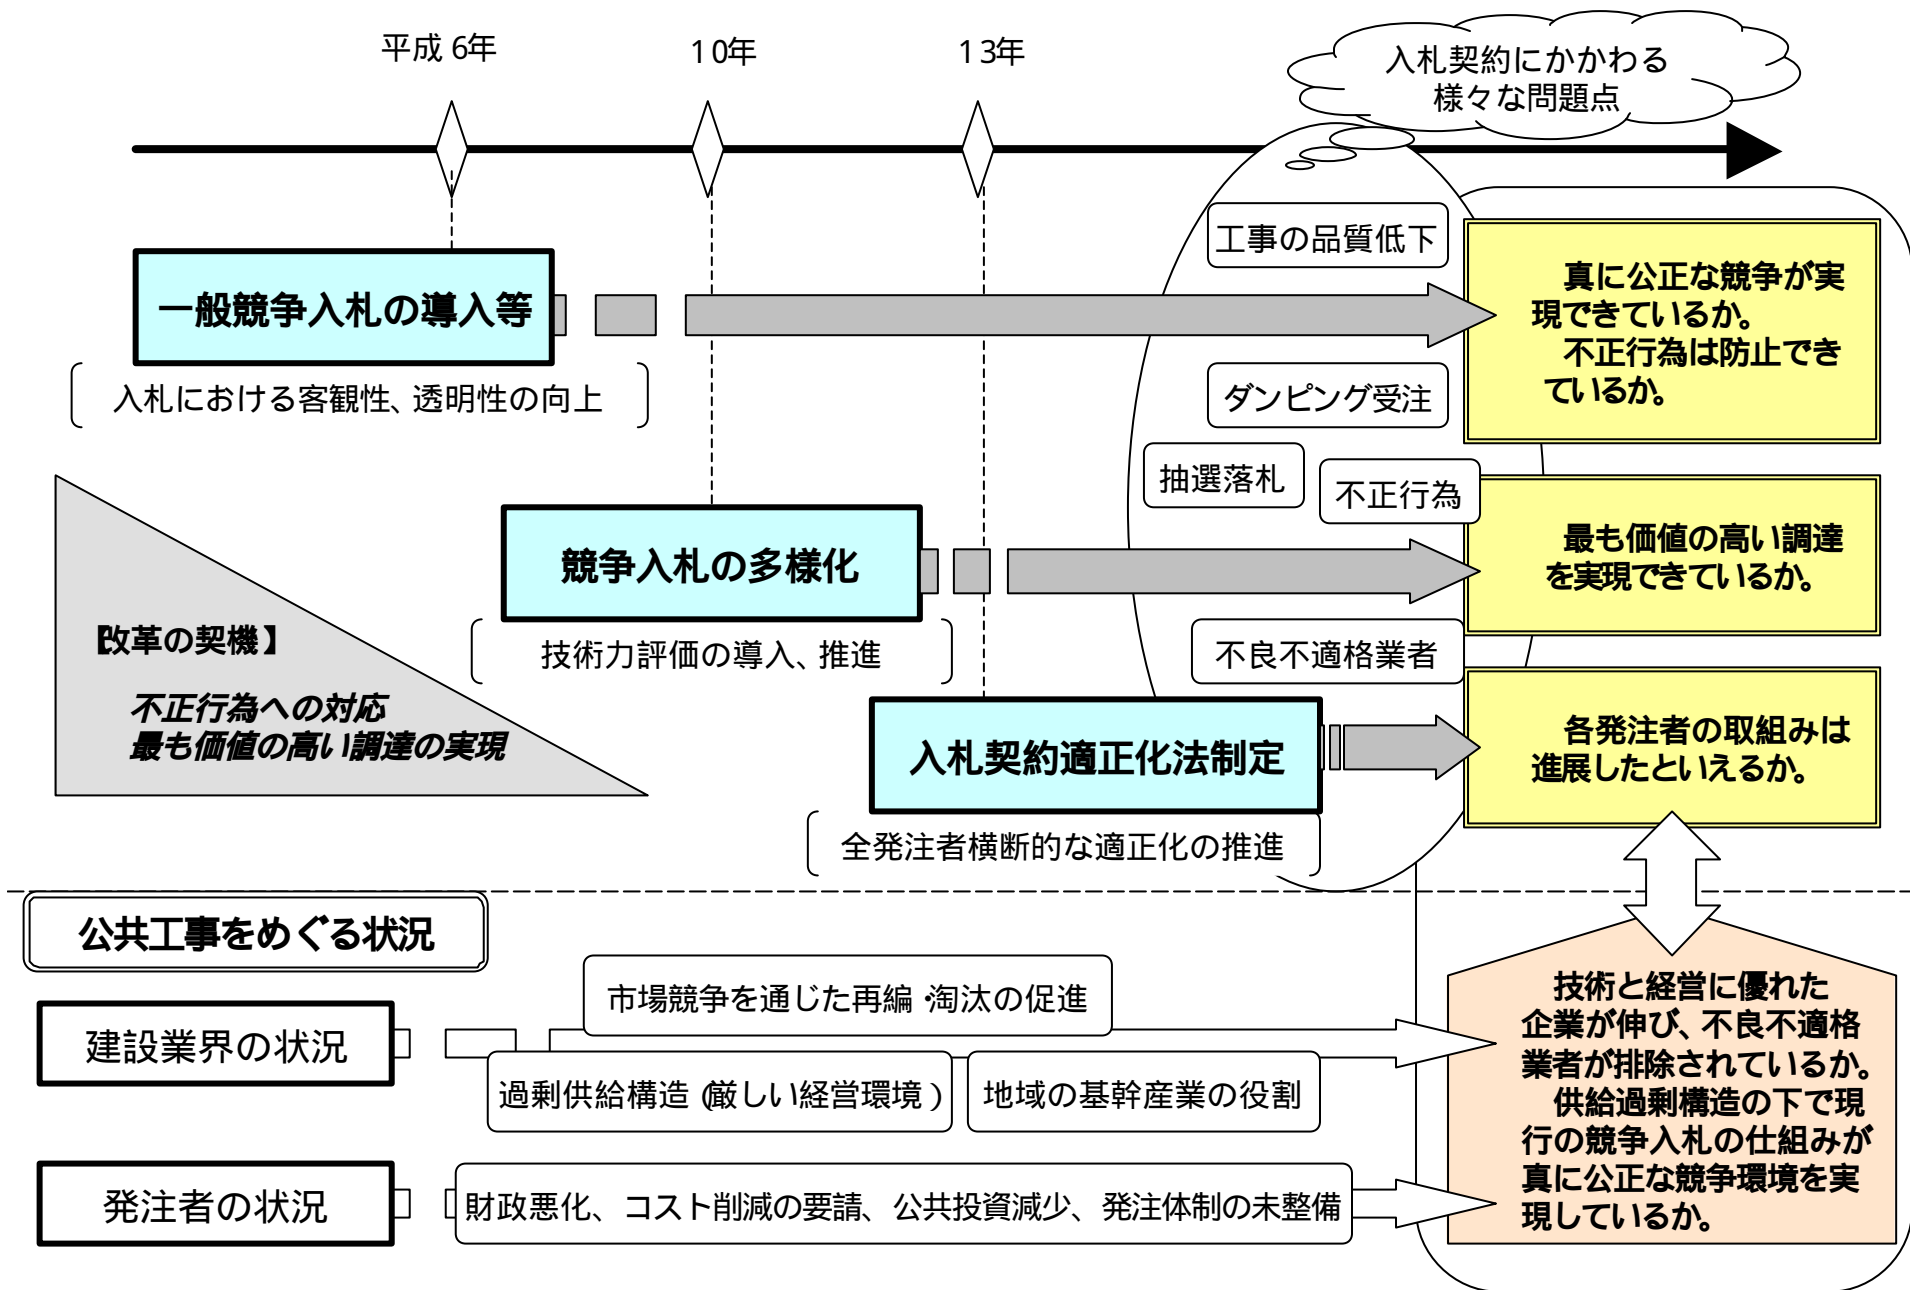 平成6年
10年
13年
入札契約にかかわる
様々な問題点
工事の品質低下
一般競争入札の導入等
真に公正な競争が実
現できているか。
不正行為は防止でき
ているか。
入札における客観性、透明性の向上
ダンピング受注
抽選落札
不正行為
競争入札の多様化
最も価値の高い調達
を実現できているか。
技術力評価の導入、推進
不良不適格業者
【改革の契機】
不正行為への対応
最も価値の高い調達の実現
入札契約適正化法制定
各発注者の取組みは
進展したといえるか。
全発注者横断的な適正化の推進
公共工事をめぐる状況
建設業界の状況
市場競争を通じた再編・淘汰の促進
過剰供給構造(厳しい経営環境)
地域の基幹産業の役割
発注者の状況
財政悪化、コスト削減の要請、公共投資減少、発注体制の未整備
技術と経営に優れた
企業が伸び、不良不適格
業者が排除されているか。
供給過剰構造の下で現
行の競争入札の仕組みが
真に公正な競争環境を実
現しているか。